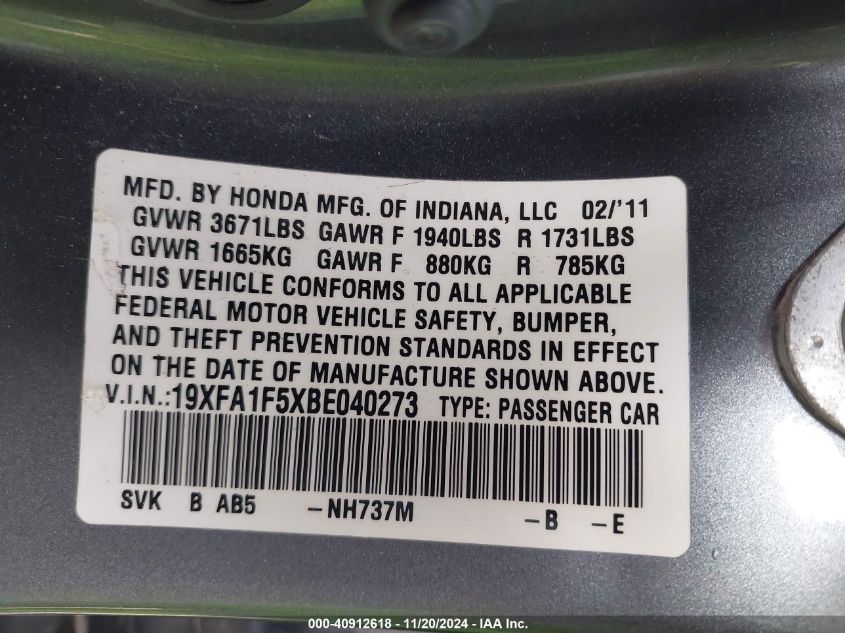 MFD. BY HONDA MFG. OF INDIANA, LLC 02/'11
GVWR 3671LBS GAWR F 1940LBS R 1731LBS
GVWR 1665KG GAWR F 880KG R 785KG
THIS VEHICLE CONFORMS TO ALL APPLICABLE
FEDERAL MOTOR VEHICLE SAFETY, BUMPER,
AND THEFT PREVENTION STANDARDS IN EFFECT
ON THE DATE OF MANUFACTURE SHOWN ABOVE.
V.I.N.:19XFA1F5XBE040273 TYPE: PASSENGER CAR
SVK B AB5 -NH737M -B -E
000-40912618 - 11/20/2024 - IAA Inc.